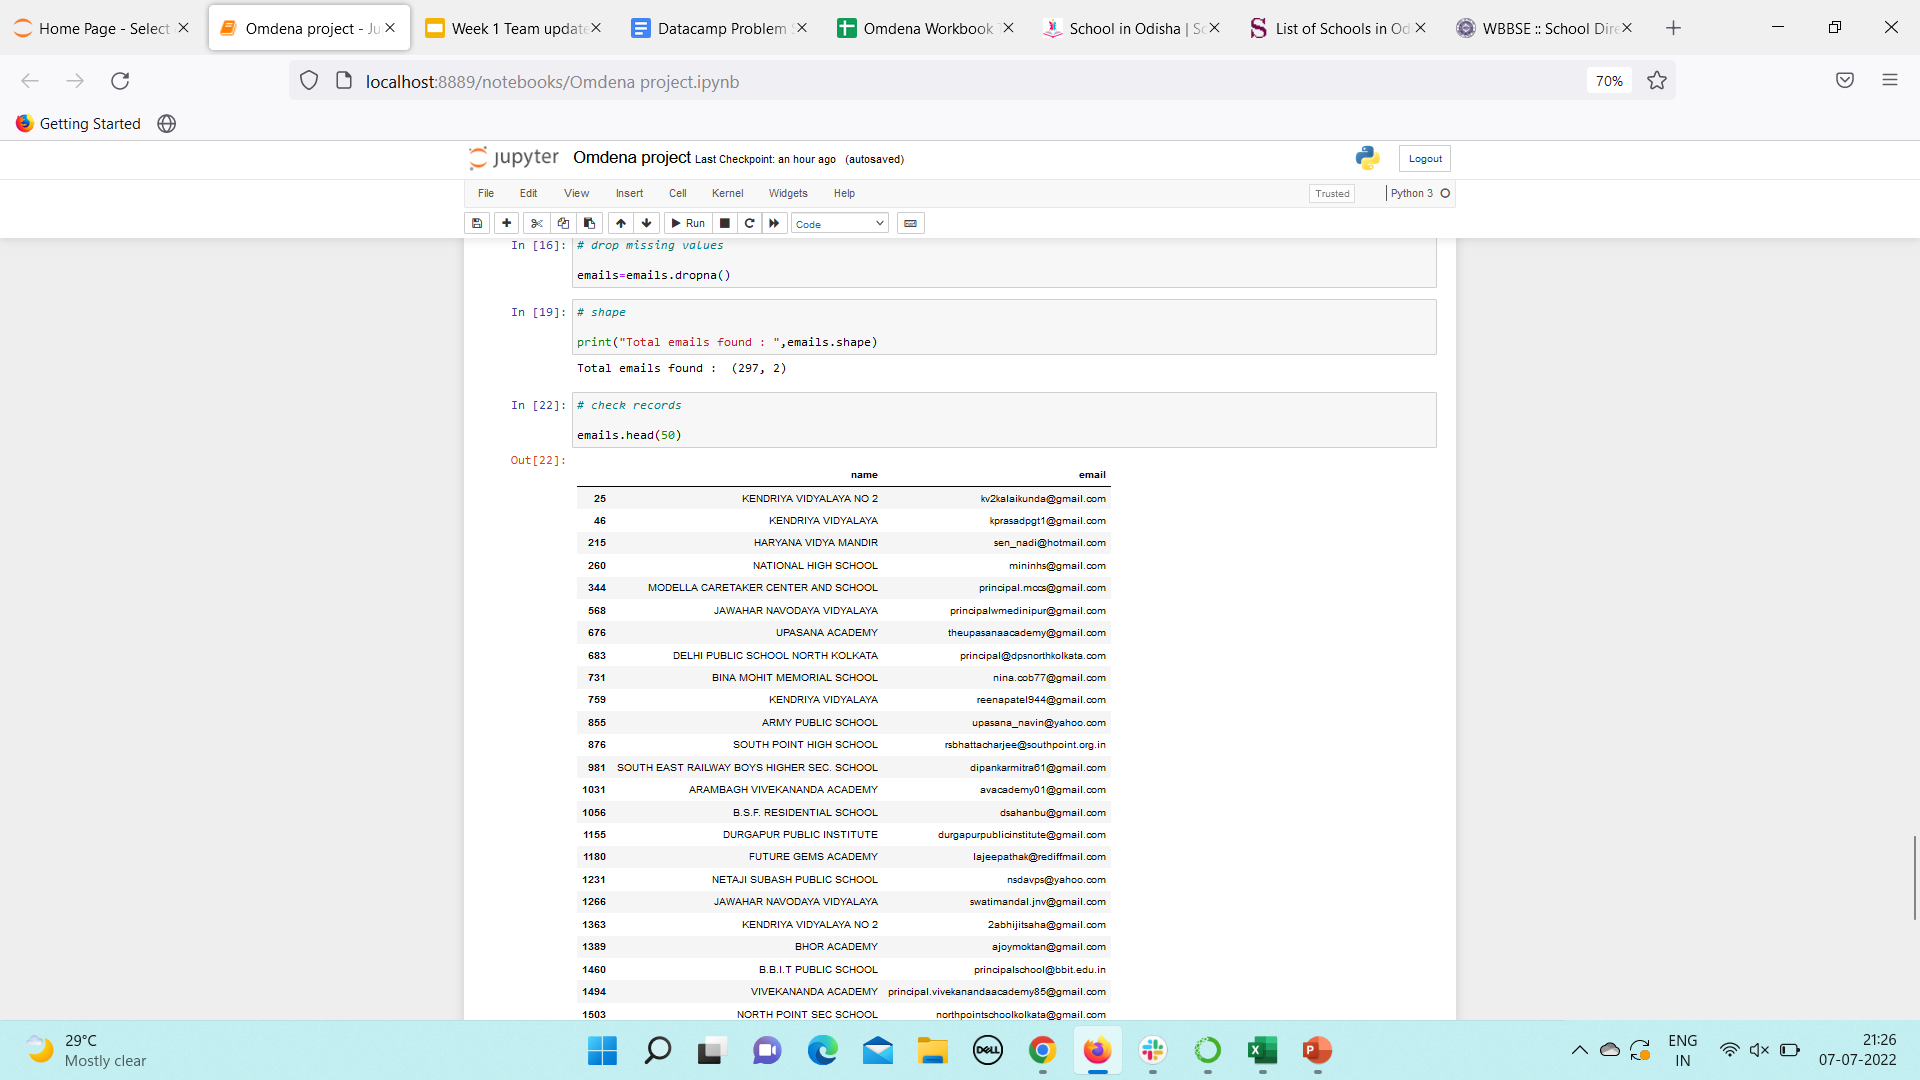 Home Page - Select
Omdena project - Ju
Week 1 Team update
Datacamp Problem S
Omdena Workbook T
School in Odisha | Sc
List of Schools in Od
WBBSE :: School Dire
localhost:8889/notebooks/Omdena project.ipynb
70%
Getting Started
jupyter Omdena project Last Checkpoint: an hour ago (autosaved)
Logout
File Edit View Insert Cell Kernel Widgets Help
Trusted
Python 3
Run
Code
In [16]: # drop missing values
emails=emails.dropna()
In [19]: # shape
print("Total emails found : ",emails.shape)
Total emails found :  (297, 2)
In [22]: # check records
emails.head(50)
Out[22]:
name email
25 KENDRIYA VIDYALAYA NO 2 kv2kalaikunda@gmail.com
46 KENDRIYA VIDYALAYA kprasadpgt1@gmail.com
215 HARYANA VIDYA MANDIR sen_nadi@hotmail.com
260 NATIONAL HIGH SCHOOL mininhs@gmail.com
344 MODELLA CARETAKER CENTER AND SCHOOL principal.mccs@gmail.com
568 JAWAHAR NAVODAYA VIDYALAYA principalwmedinipur@gmail.com
676 UPASANA ACADEMY theupasanaacademy@gmail.com
683 DELHI PUBLIC SCHOOL NORTH KOLKATA principal@dpsnorthkolkata.com
731 BINA MOHIT MEMORIAL SCHOOL nina.cob77@gmail.com
759 KENDRIYA VIDYALAYA reenapatel944@gmail.com
855 ARMY PUBLIC SCHOOL upasana_navin@yahoo.com
876 SOUTH POINT HIGH SCHOOL rsbhattacharjee@southpoint.org.in
981 SOUTH EAST RAILWAY BOYS HIGHER SEC. SCHOOL dipankarmitra61@gmail.com
1031 ARAMBAGH VIVEKANANDA ACADEMY avacademy01@gmail.com
1056 B.S.F. RESIDENTIAL SCHOOL dsahanbu@gmail.com
1155 DURGAPUR PUBLIC INSTITUTE durgapurpublicinstitute@gmail.com
1180 FUTURE GEMS ACADEMY lajeepathak@rediffmail.com
1231 NETAJI SUBASH PUBLIC SCHOOL nsdavps@yahoo.com
1266 JAWAHAR NAVODAYA VIDYALAYA swatimandal.jnv@gmail.com
1363 KENDRIYA VIDYALAYA NO 2 2abhijitsaha@gmail.com
1389 BHOR ACADEMY ajoymoktan@gmail.com
1460 B.B.I.T PUBLIC SCHOOL principalschool@bbit.edu.in
1494 VIVEKANANDA ACADEMY principal.vivekanandaacademy85@gmail.com
1503 NORTH POINT SEC SCHOOL northpointschoolkolkata@gmail.com
29°C
Mostly clear
DELL
ENG
IN
21:26
07-07-2022